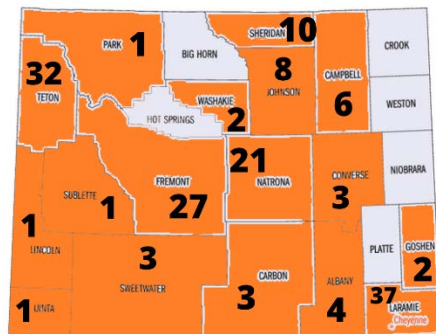 PARK 1
SHERIDAN 10
BIG HORN
CROOK
32
TETON
8
JOHNSON
CAMPBELL
6
WASHAKIE
2
HOT SPRINGS
WESTON
21
NATRONA
CONVERSE
3
NIOBRARA
FREMONT
27
SUBLETTE
1
1
LINCOLN
PLATTE
GOSHEN
2
3
SWEETWATER
CARBON
3
ALBANY
4
37
LARAMIE
Cheyenne
1
UINTA